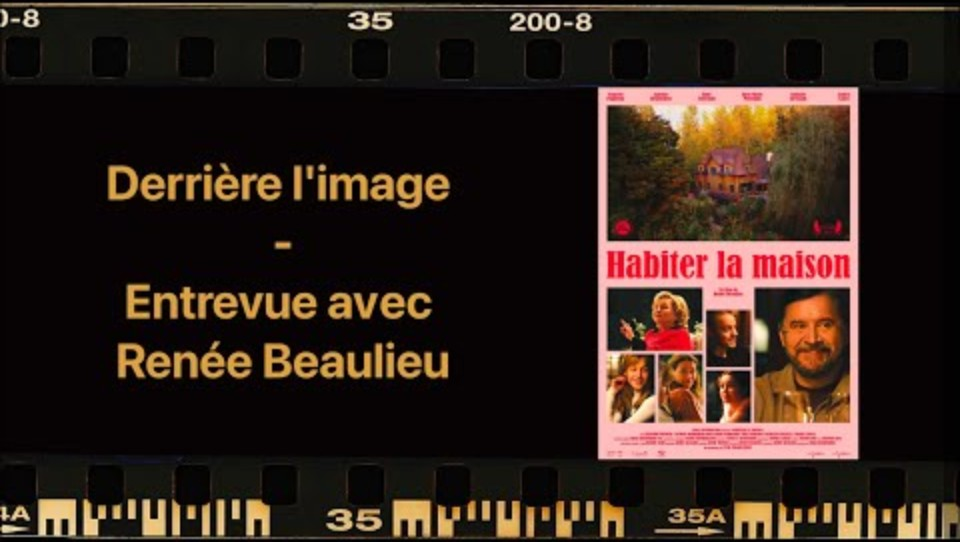 0-8
35
200-8
Derrière l'image
-
Entrevue avec
Renée Beaulieu
Habiter la maison
4A
35
35A